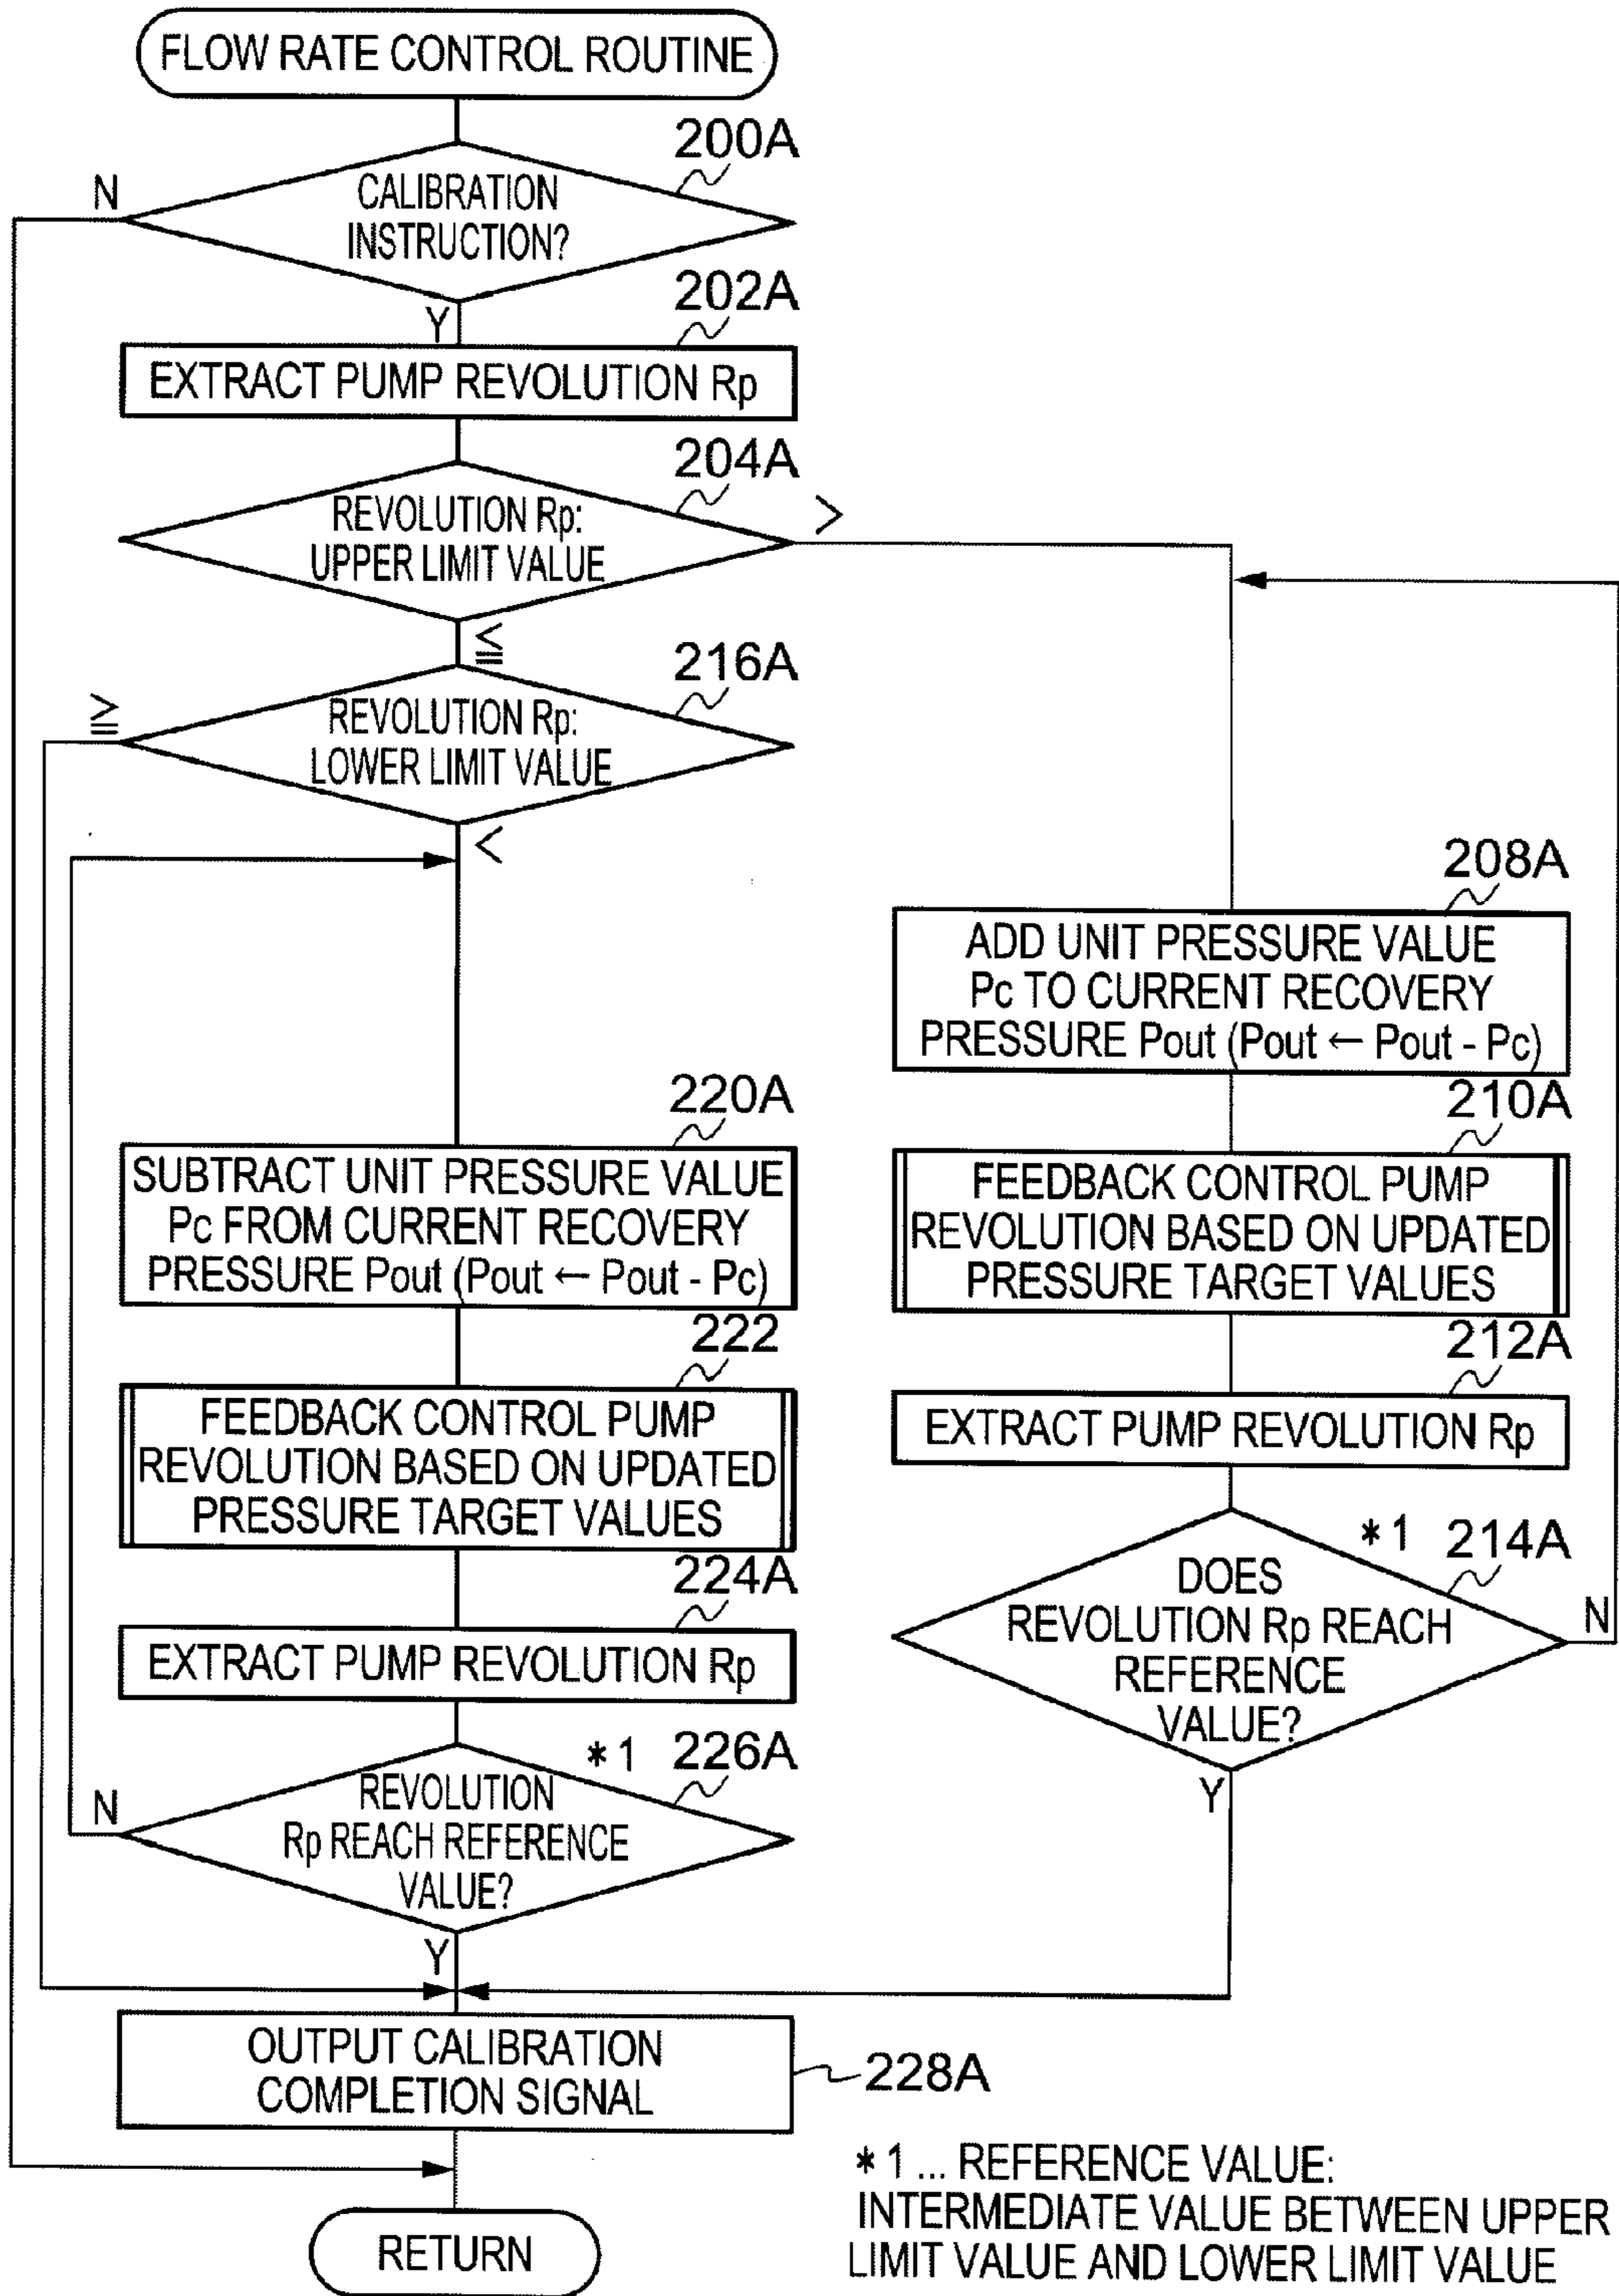 FLOW RATE CONTROL ROUTINE
200A
N
CALIBRATION
INSTRUCTION?
Y
202A
EXTRACT PUMP REVOLUTION Rp
204A
REVOLUTION Rp:
UPPER LIMIT VALUE
>
≦
216A
≧
REVOLUTION Rp:
LOWER LIMIT VALUE
<
208A
ADD UNIT PRESSURE VALUE
Pc TO CURRENT RECOVERY
PRESSURE Pout (Pout ← Pout - Pc)
220A
SUBTRACT UNIT PRESSURE VALUE
Pc FROM CURRENT RECOVERY
PRESSURE Pout (Pout ← Pout - Pc)
210A
FEEDBACK CONTROL PUMP
REVOLUTION BASED ON UPDATED
PRESSURE TARGET VALUES
222
FEEDBACK CONTROL PUMP
REVOLUTION BASED ON UPDATED
PRESSURE TARGET VALUES
212A
EXTRACT PUMP REVOLUTION Rp
224A
EXTRACT PUMP REVOLUTION Rp
*1 214A
DOES
REVOLUTION Rp REACH
REFERENCE
VALUE?
N
Y
*1 226A
N
REVOLUTION
Rp REACH REFERENCE
VALUE?
Y
OUTPUT CALIBRATION
COMPLETION SIGNAL
228A
RETURN
*1 ... REFERENCE VALUE:
INTERMEDIATE VALUE BETWEEN UPPER
LIMIT VALUE AND LOWER LIMIT VALUE